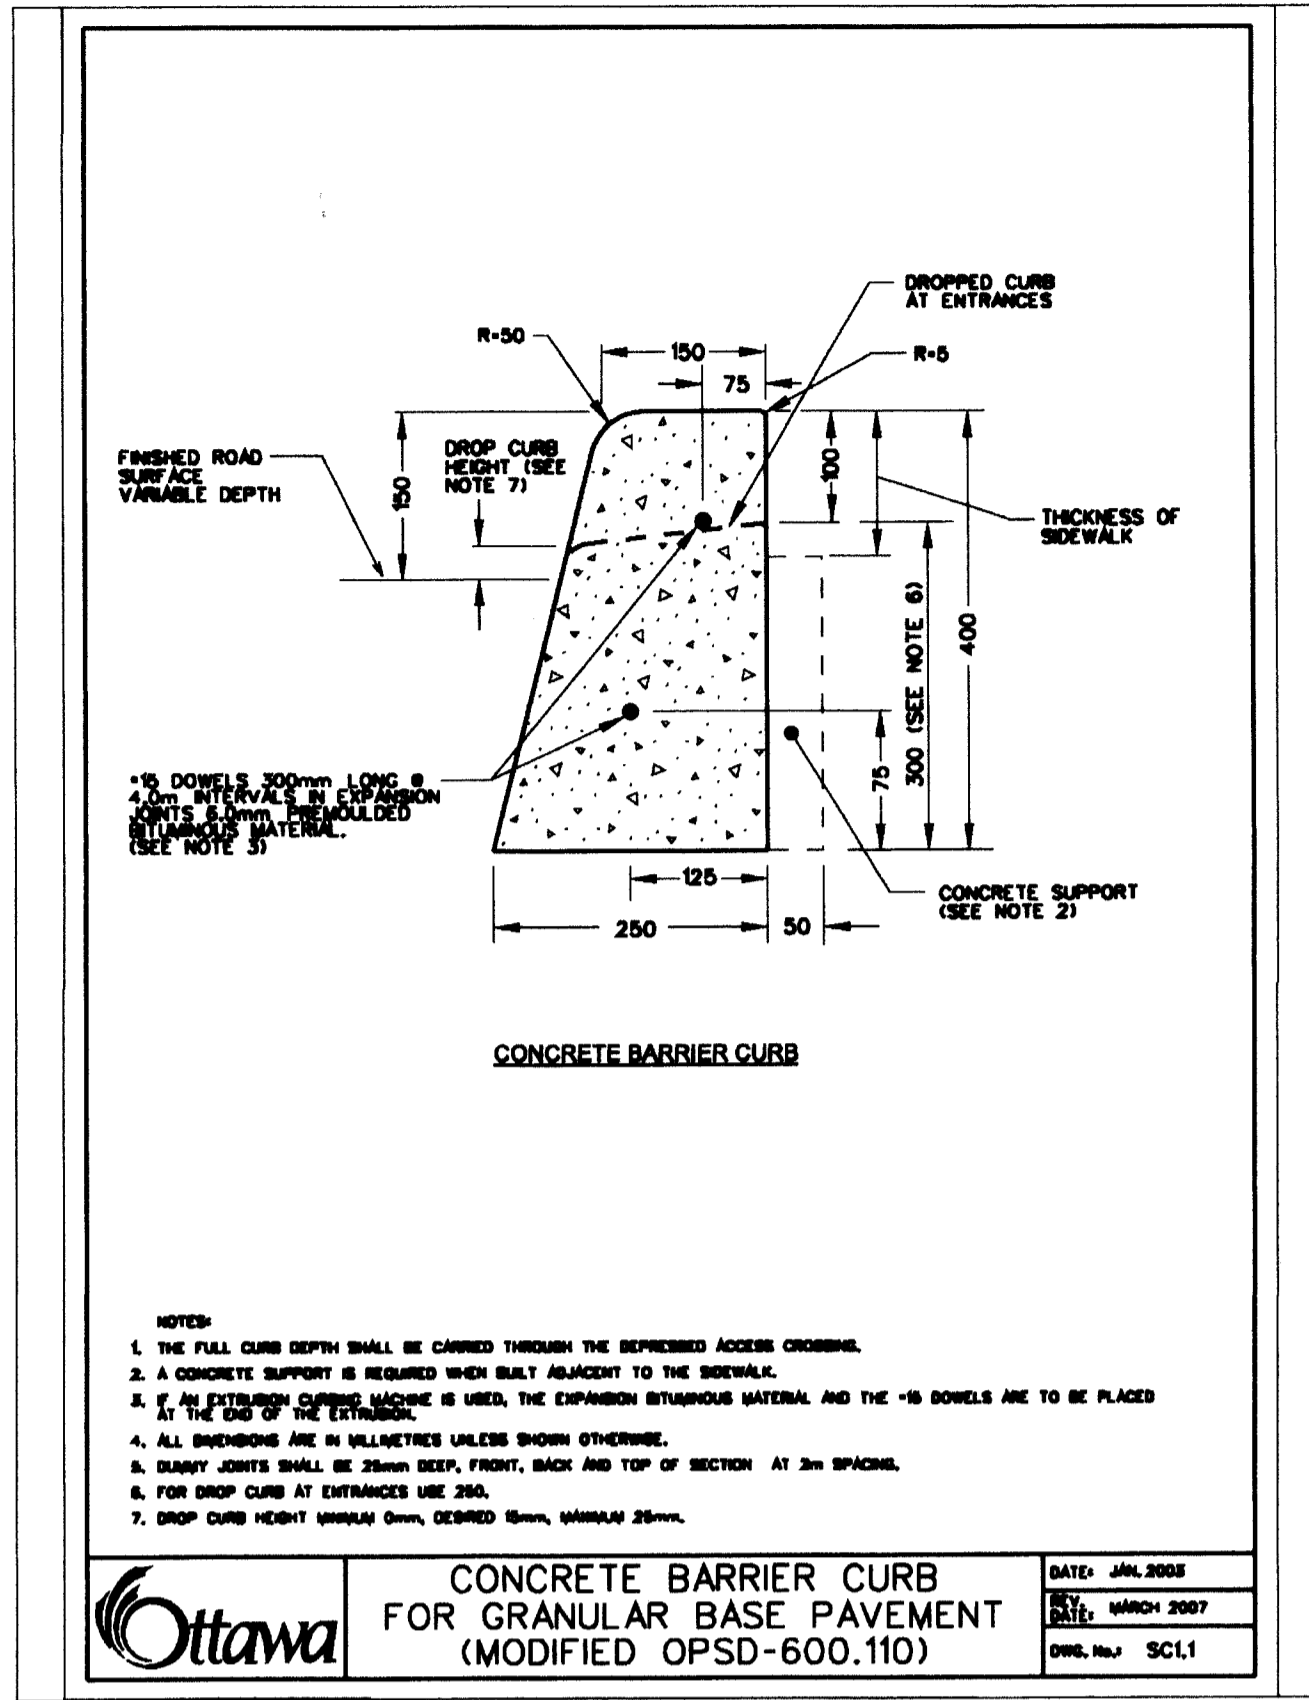 DROPPED CURB
AT ENTRANCES
R=50
150
R=5
75
FINISHED ROAD
SURFACE
VARIABLE DEPTH
150
DROP CURB
HEIGHT (SEE
NOTE 7)
100
THICKNESS OF
SIDEWALK
300 (SEE NOTE 6)
400
75
•15 DOWELS 300mm LONG @
4.0m INTERVALS IN EXPANSION
JOINTS 6.0mm PREMOULDED
BITUMINOUS MATERIAL.
(SEE NOTE 3)
125
CONCRETE SUPPORT
(SEE NOTE 2)
250
50
CONCRETE BARRIER CURB
NOTES:
1. THE FULL CURB DEPTH SHALL BE CARRIED THROUGH THE DEPRESSED ACCESS CROSSING.
2. A CONCRETE SUPPORT IS REQUIRED WHEN BUILT ADJACENT TO THE SIDEWALK.
3. IF AN EXTRUSION CURBING MACHINE IS USED, THE EXPANSION BITUMINOUS MATERIAL AND THE •15 DOWELS ARE TO BE PLACED
AT THE END OF THE EXTRUSION.
4. ALL DIMENSIONS ARE IN MILLIMETRES UNLESS SHOWN OTHERWISE.
5. DUMMY JOINTS SHALL BE 25mm DEEP, FRONT, BACK AND TOP OF SECTION AT 2m SPACING.
6. FOR DROP CURB AT ENTRANCES USE 250.
7. DROP CURB HEIGHT MINIMUM 0mm, DESIRED 15mm, MAXIMUM 25mm.
Ottawa
CONCRETE BARRIER CURB
FOR GRANULAR BASE PAVEMENT
(MODIFIED OPSD-600.110)
DATE: JAN. 2003
REV.
DATE: MARCH 2007
DWG. No.: SC1.1